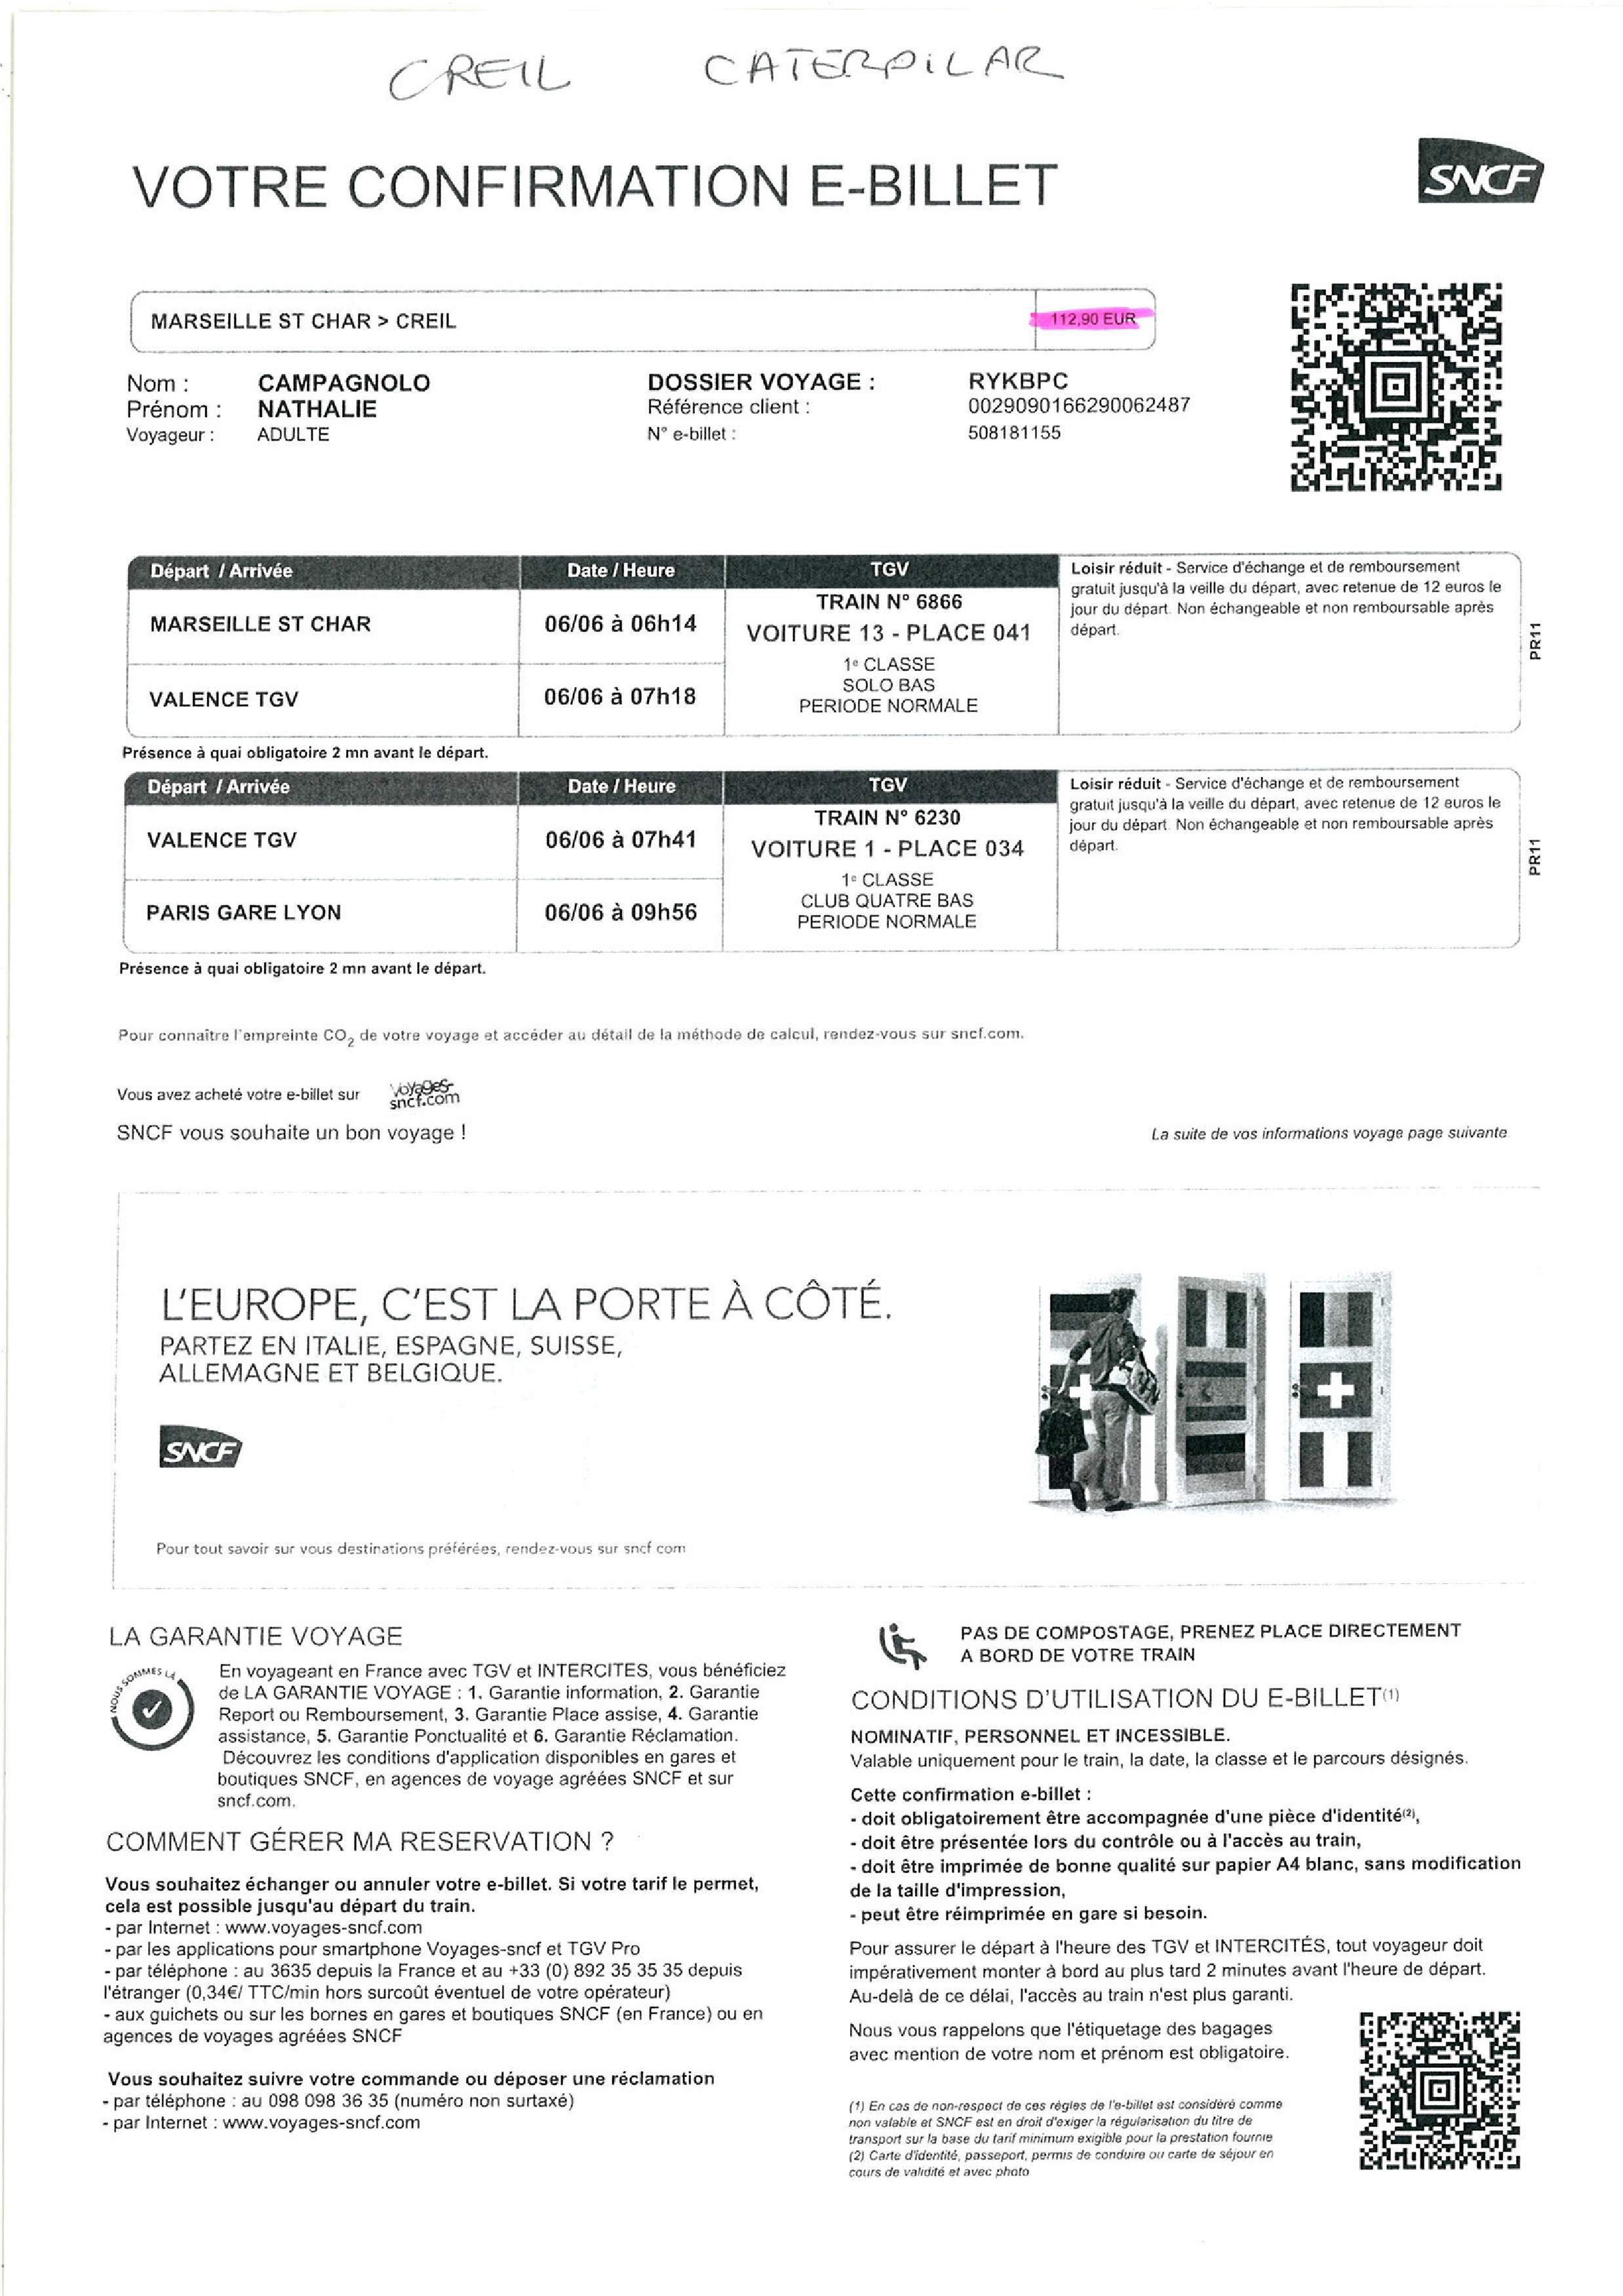 CREIL CATERPILAR
VOTRE CONFIRMATION E-BILLET
SNCF
MARSEILLE ST CHAR > CREIL 112,90 EUR
Nom : CAMPAGNOLO DOSSIER VOYAGE : RYKBPC
Prénom : NATHALIE Référence client : 0029090166290062487
Voyageur : ADULTE N° e-billet : 508181155
Départ / Arrivée Date / Heure TGV
MARSEILLE ST CHAR 06/06 à 06h14
VALENCE TGV 06/06 à 07h18
TRAIN N° 6866
VOITURE 13 - PLACE 041
1e CLASSE
SOLO BAS
PERIODE NORMALE
Loisir réduit - Service d'échange et de remboursement
gratuit jusqu'à la veille du départ, avec retenue de 12 euros le
jour du départ. Non échangeable et non remboursable après
départ.
PR11
Présence à quai obligatoire 2 mn avant le départ.
Départ / Arrivée Date / Heure TGV
VALENCE TGV 06/06 à 07h41
PARIS GARE LYON 06/06 à 09h56
TRAIN N° 6230
VOITURE 1 - PLACE 034
1e CLASSE
CLUB QUATRE BAS
PERIODE NORMALE
Loisir réduit - Service d'échange et de remboursement
gratuit jusqu'à la veille du départ, avec retenue de 12 euros le
jour du départ. Non échangeable et non remboursable après
départ.
PR11
Présence à quai obligatoire 2 mn avant le départ.
Pour connaître l'empreinte CO2 de votre voyage et accéder au détail de la méthode de calcul, rendez-vous sur sncf.com.
Vous avez acheté votre e-billet sur voyages-
sncf.com
SNCF vous souhaite un bon voyage !
La suite de vos informations voyage page suivante
L'EUROPE, C'EST LA PORTE À CÔTÉ.
PARTEZ EN ITALIE, ESPAGNE, SUISSE,
ALLEMAGNE ET BELGIQUE.
SNCF
Pour tout savoir sur vous destinations préférées, rendez-vous sur sncf com
LA GARANTIE VOYAGE
NOUS SOMMES LÀ
En voyageant en France avec TGV et INTERCITES, vous bénéficiez
de LA GARANTIE VOYAGE : 1. Garantie information, 2. Garantie
Report ou Remboursement, 3. Garantie Place assise, 4. Garantie
assistance, 5. Garantie Ponctualité et 6. Garantie Réclamation.
Découvrez les conditions d'application disponibles en gares et
boutiques SNCF, en agences de voyage agréées SNCF et sur
sncf.com.
COMMENT GÉRER MA RESERVATION ?
Vous souhaitez échanger ou annuler votre e-billet. Si votre tarif le permet,
cela est possible jusqu'au départ du train.
- par Internet : www.voyages-sncf.com
- par les applications pour smartphone Voyages-sncf et TGV Pro
- par téléphone : au 3635 depuis la France et au +33 (0) 892 35 35 35 depuis
l'étranger (0,34€/ TTC/min hors surcoût éventuel de votre opérateur)
- aux guichets ou sur les bornes en gares et boutiques SNCF (en France) ou en
agences de voyages agréées SNCF
Vous souhaitez suivre votre commande ou déposer une réclamation
- par téléphone : au 098 098 36 35 (numéro non surtaxé)
- par Internet : www.voyages-sncf.com
PAS DE COMPOSTAGE, PRENEZ PLACE DIRECTEMENT
A BORD DE VOTRE TRAIN
CONDITIONS D'UTILISATION DU E-BILLET(1)
NOMINATIF, PERSONNEL ET INCESSIBLE.
Valable uniquement pour le train, la date, la classe et le parcours désignés.
Cette confirmation e-billet :
- doit obligatoirement être accompagnée d'une pièce d'identité(2),
- doit être présentée lors du contrôle ou à l'accès au train,
- doit être imprimée de bonne qualité sur papier A4 blanc, sans modification
de la taille d'impression,
- peut être réimprimée en gare si besoin.
Pour assurer le départ à l'heure des TGV et INTERCITÉS, tout voyageur doit
impérativement monter à bord au plus tard 2 minutes avant l'heure de départ.
Au-delà de ce délai, l'accès au train n'est plus garanti.
Nous vous rappelons que l'étiquetage des bagages
avec mention de votre nom et prénom est obligatoire.
(1) En cas de non-respect de ces règles de l'e-billet est considéré comme
non valable et SNCF est en droit d'exiger la régularisation du titre de
transport sur la base du tarif minimum exigible pour la prestation fournie
(2) Carte d'identité, passeport, permis de conduire ou carte de séjour en
cours de validité et avec photo